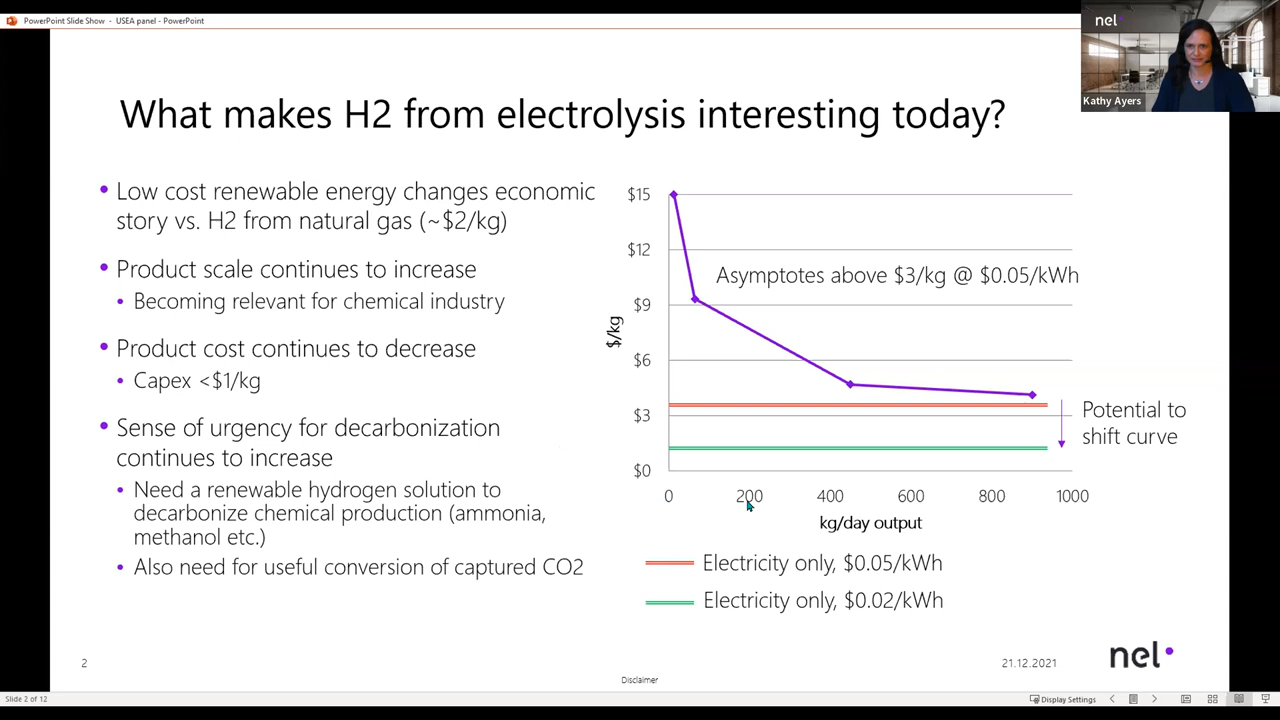 PowerPoint Slide Show - USEA panel - PowerPoint
nel
Kathy Ayers
What makes H2 from electrolysis interesting today?
• Low cost renewable energy changes economic
story vs. H2 from natural gas (~$2/kg)
• Product scale continues to increase
• Becoming relevant for chemical industry
• Product cost continues to decrease
• Capex <$1/kg
• Sense of urgency for decarbonization
continues to increase
• Need a renewable hydrogen solution to
decarbonize chemical production (ammonia,
methanol etc.)
• Also need for useful conversion of captured CO2
$15
$12
$9
$6
$3
$0
$/kg
Asymptotes above $3/kg @ $0.05/kWh
Potential to
shift curve
0 200 400 600 800 1000
kg/day output
Electricity only, $0.05/kWh
Electricity only, $0.02/kWh
2
21.12.2021
nel
Disclaimer
Slide 2 of 12
Display Settings